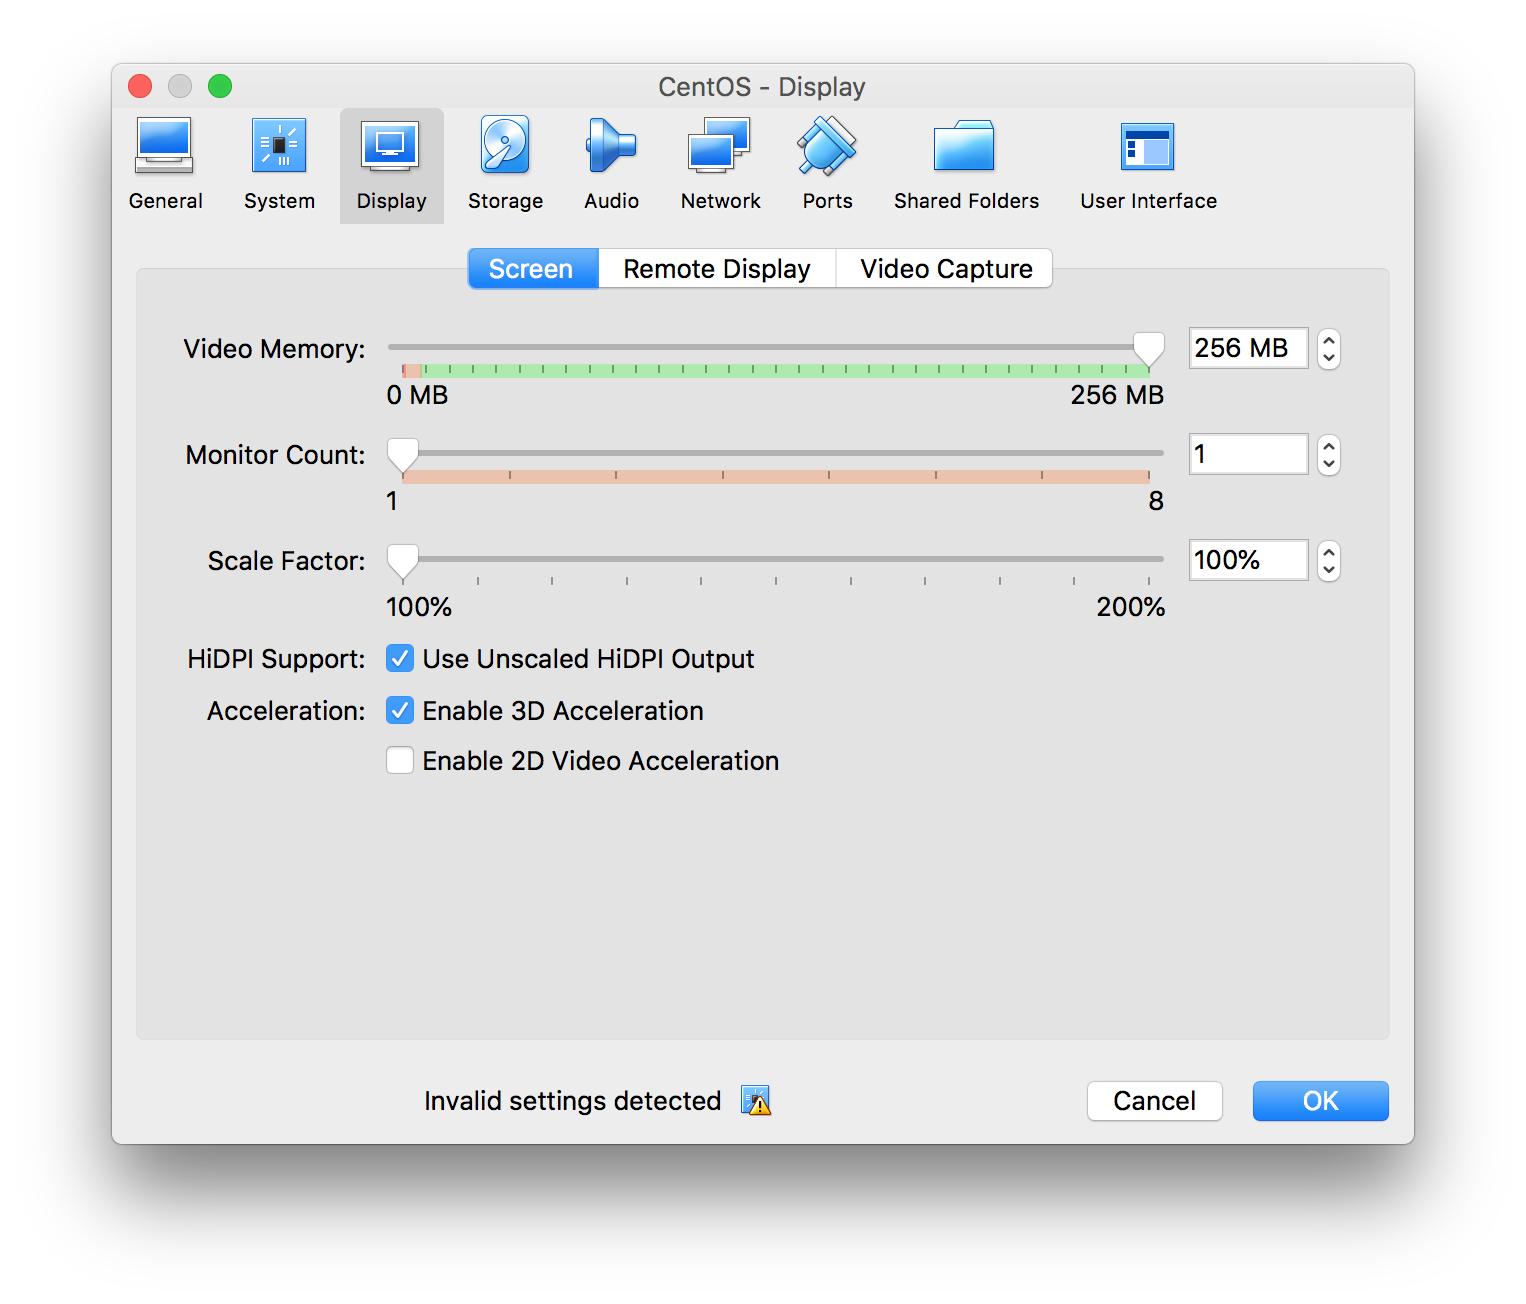 CentOS - Display
General System Display Storage Audio Network Ports Shared Folders User Interface
Screen Remote Display Video Capture
Video Memory: 256 MB
0 MB 256 MB
Monitor Count: 1
1 8
Scale Factor: 100%
100% 200%
HiDPI Support: Use Unscaled HiDPI Output
Acceleration: Enable 3D Acceleration
Enable 2D Video Acceleration
Invalid settings detected Cancel OK